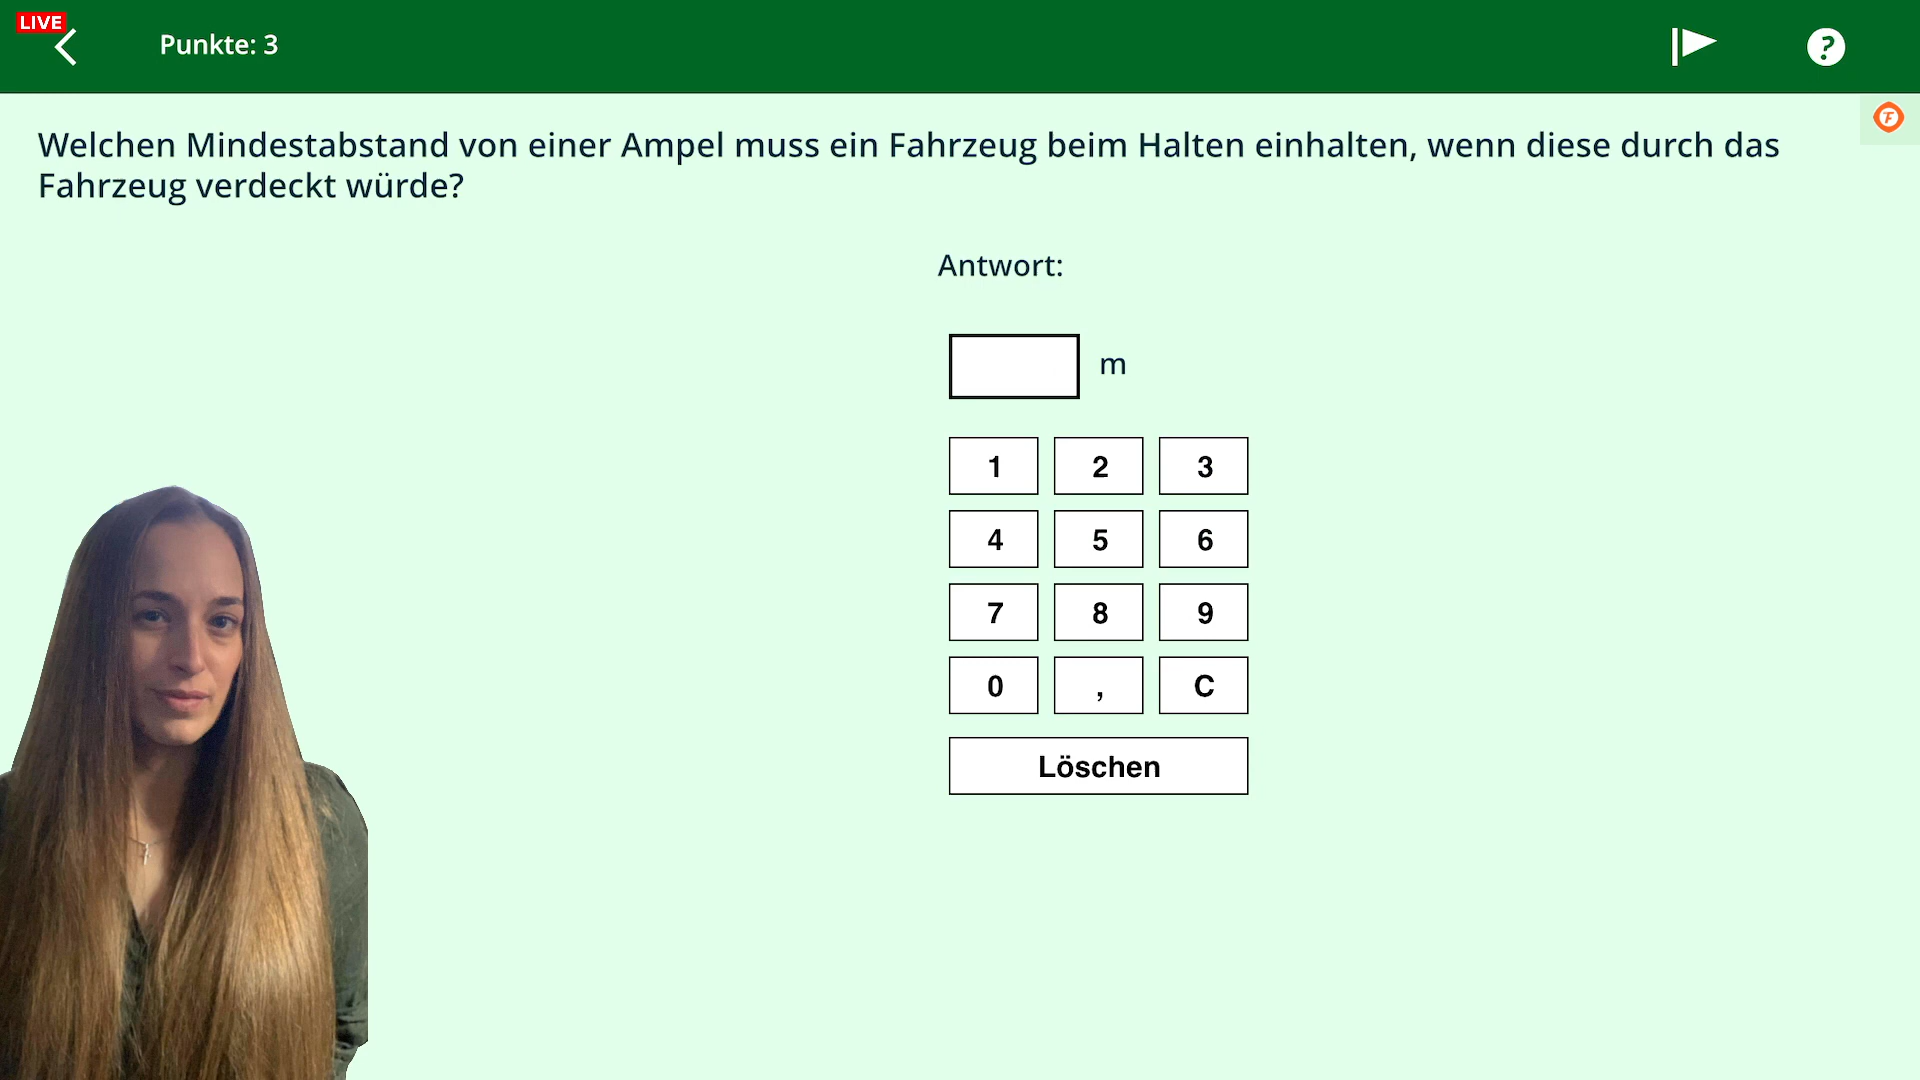 LIVE
Punkte: 3
?
F
Welchen Mindestabstand von einer Ampel muss ein Fahrzeug beim Halten einhalten, wenn diese durch das
Fahrzeug verdeckt würde?
Antwort:
m
1 2 3
4 5 6
7 8 9
0 , C
Löschen